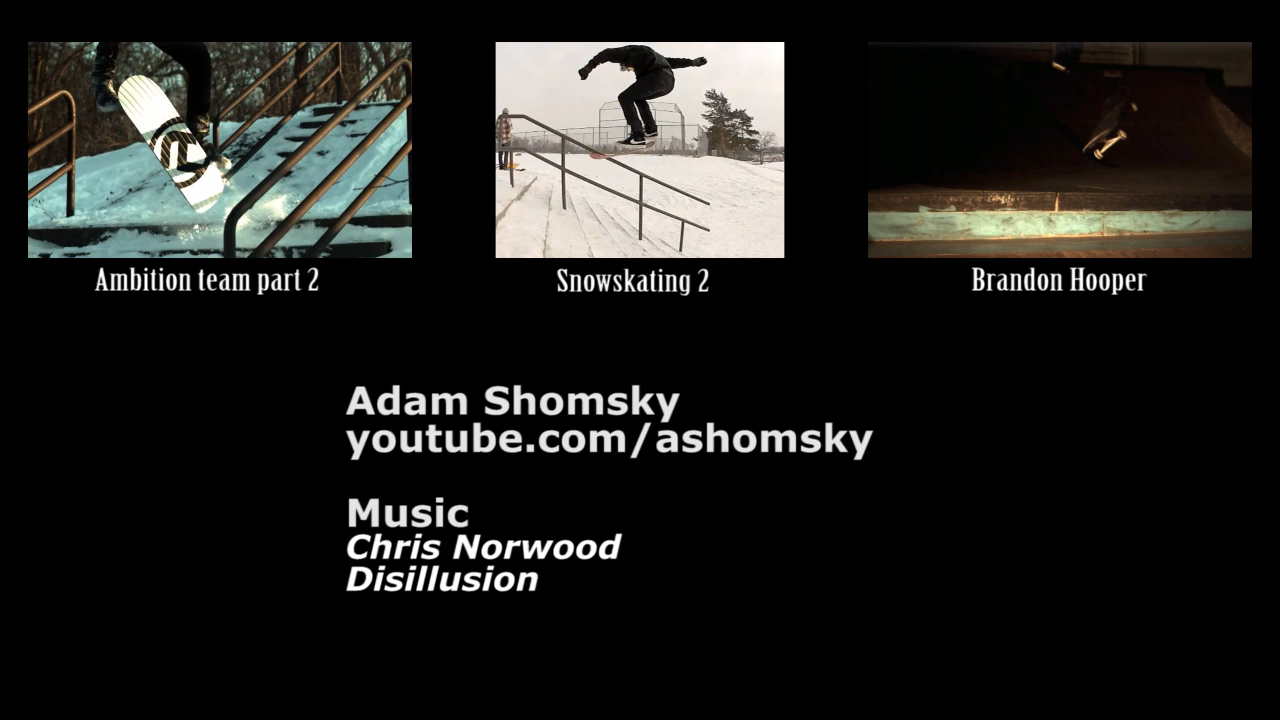 Ambition team part 2
Snowskating 2
Brandon Hooper
Adam Shomsky
youtube.com/ashomsky
Music
Chris Norwood
Disillusion